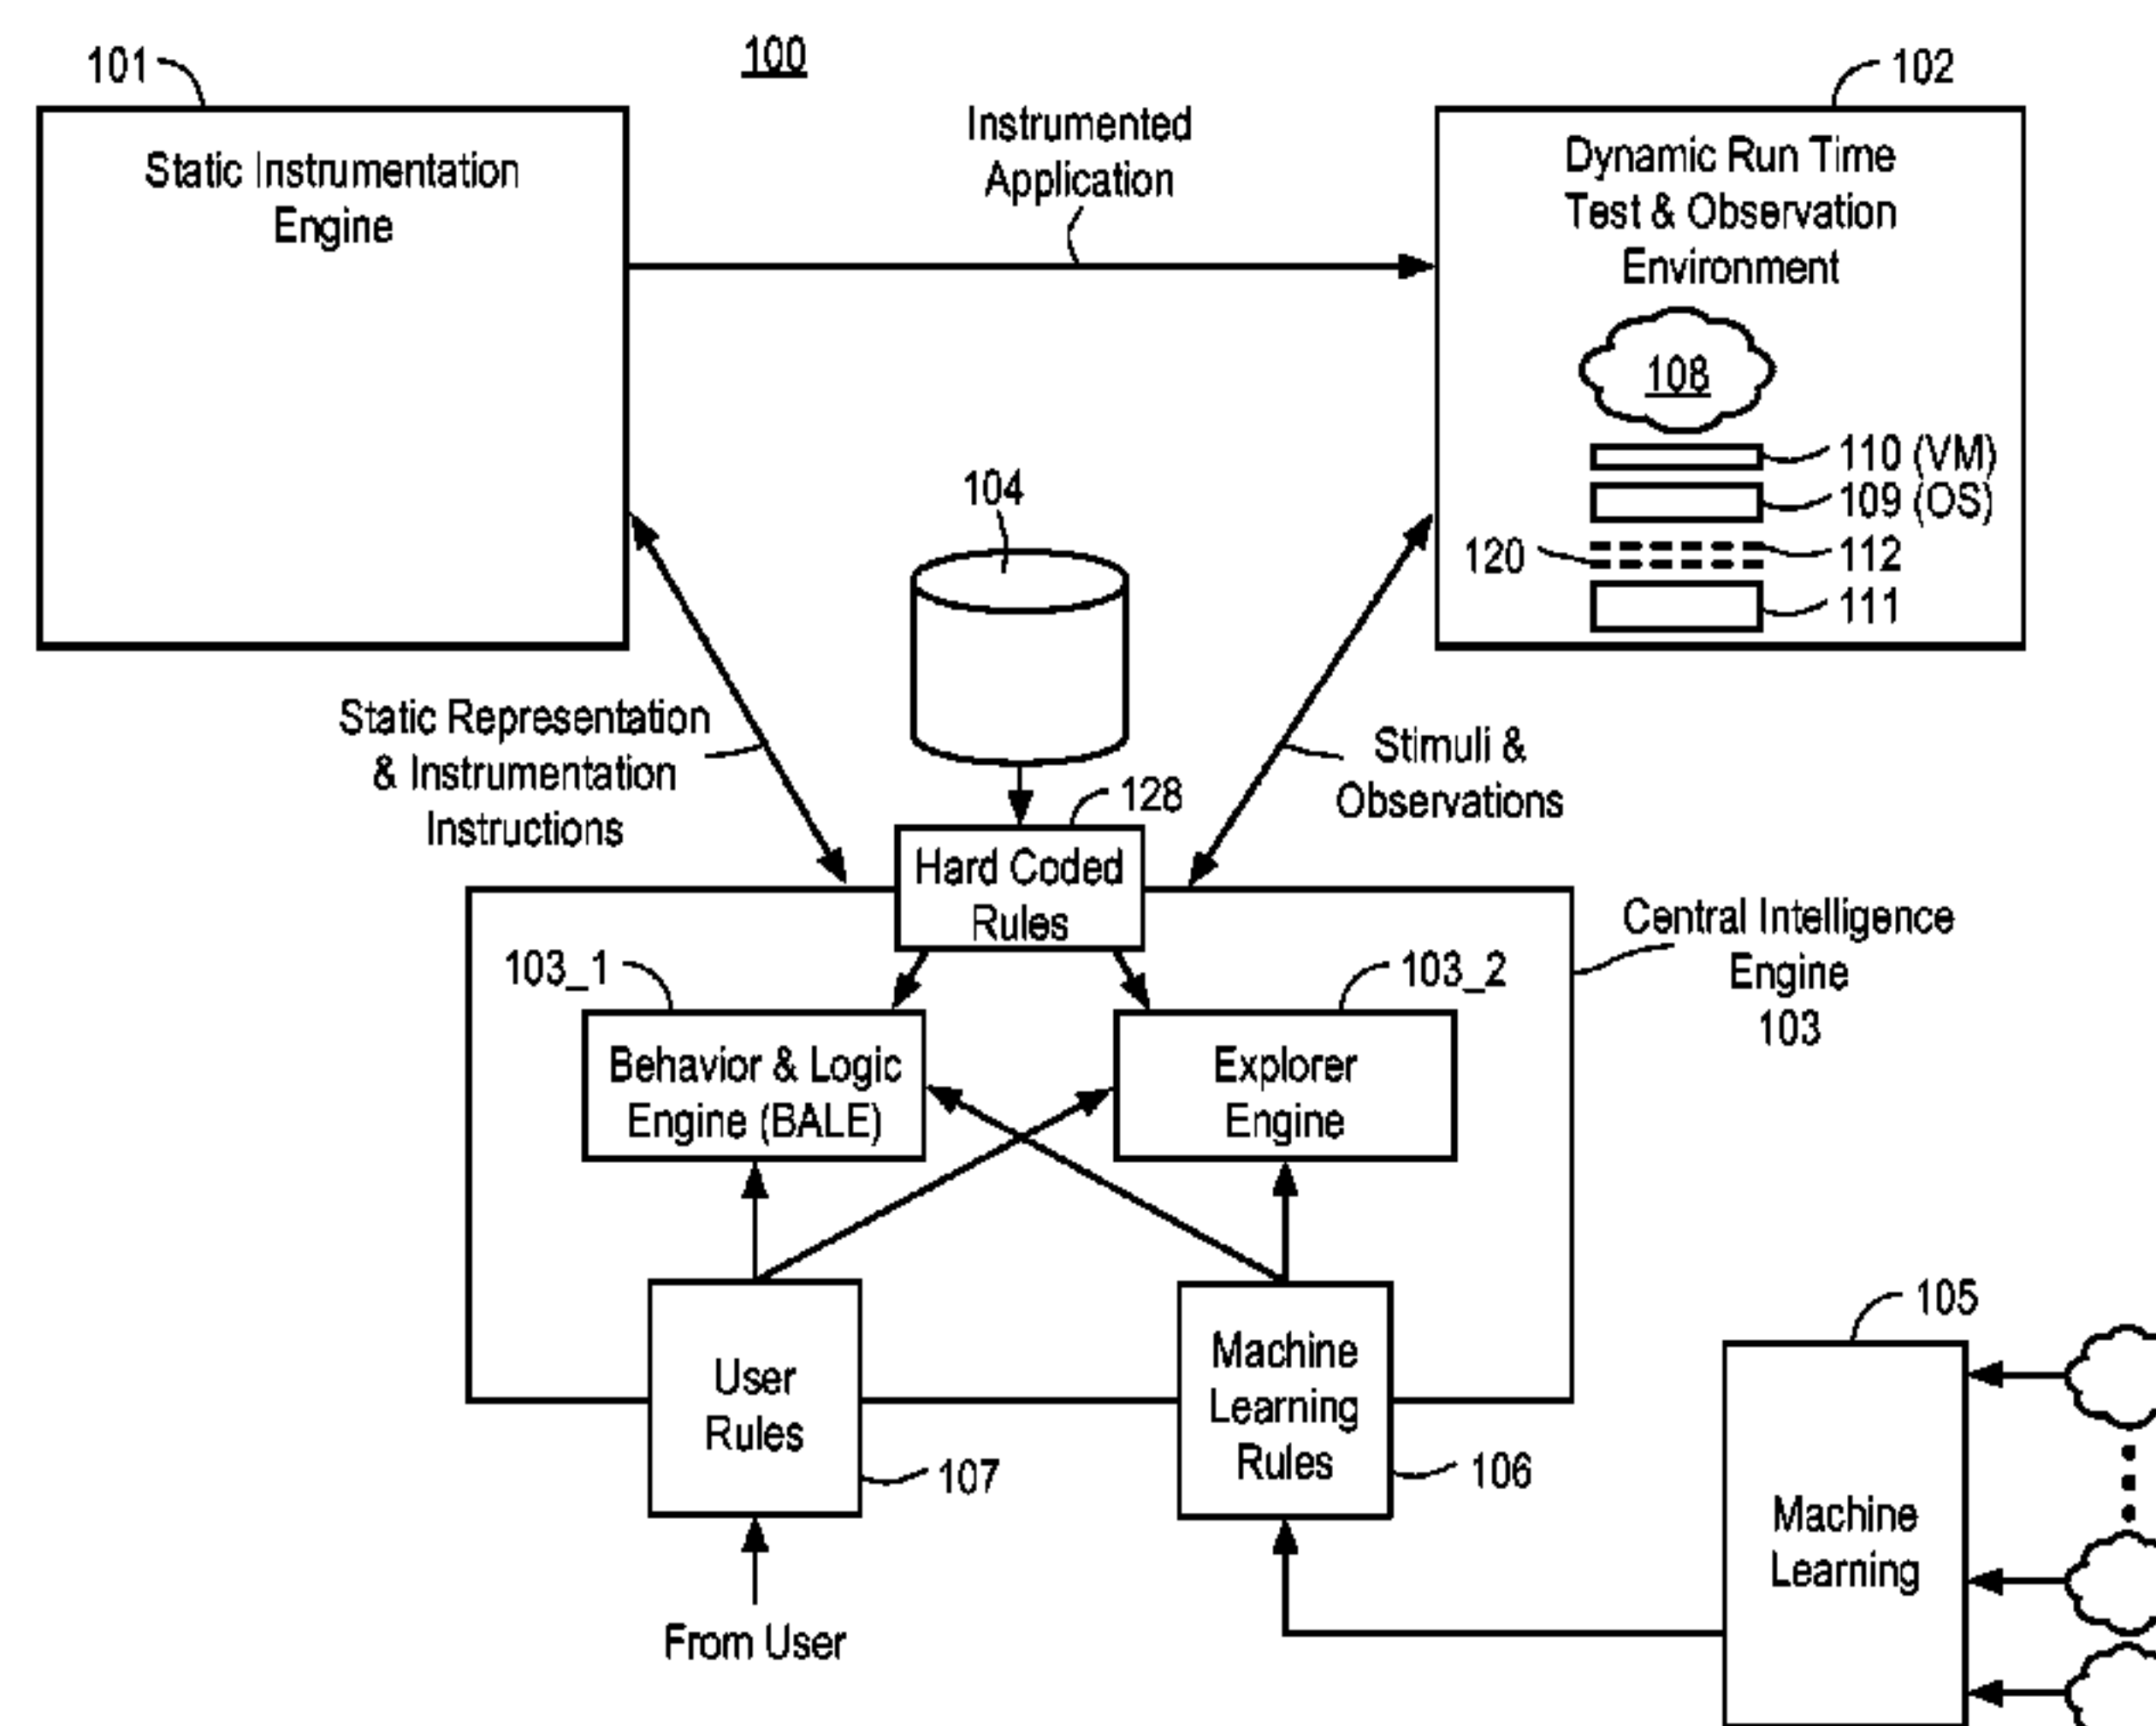 100
101
102
Static Instrumentation
Engine
Instrumented
Application
Dynamic Run Time
Test & Observation
Environment
108
110 (VM)
109 (OS)
120
112
111
104
Static Representation
& Instrumentation
Instructions
Stimuli &
Observations
128
Hard Coded
Rules
Central Intelligence
Engine
103
103_1
103_2
Behavior & Logic
Engine (BALE)
Explorer
Engine
User
Rules
107
Machine
Learning
Rules
106
105
Machine
Learning
From User